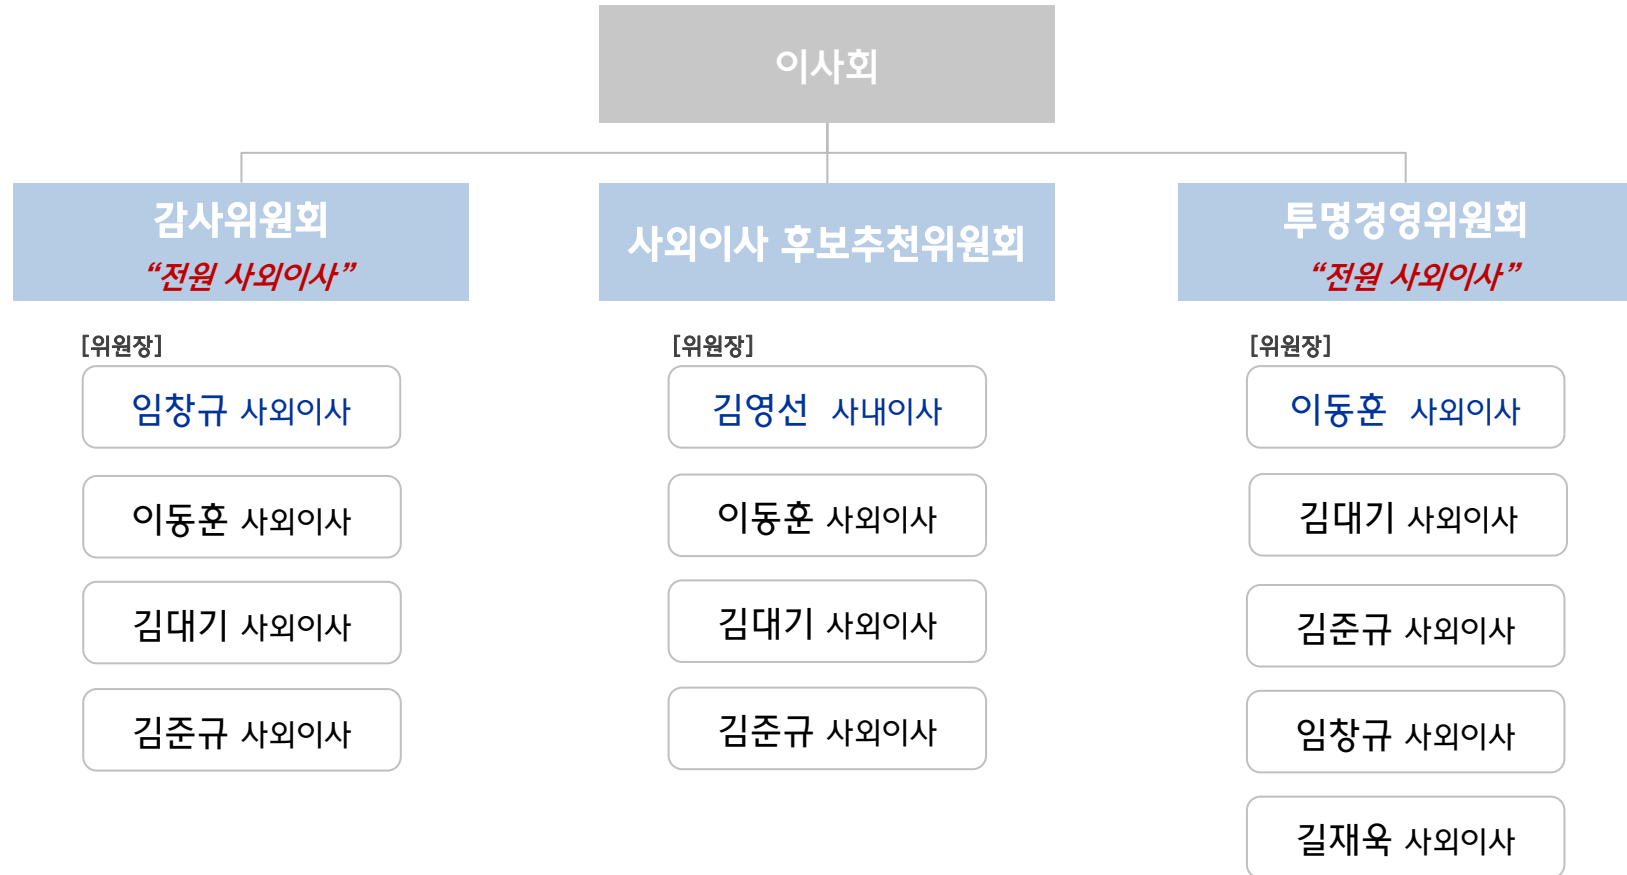 이사회
감사위원회
“전원 사외이사”
사외이사 후보추천위원회
투명경영위원회
“전원 사외이사”
[위원장]
임창규 사외이사
이동훈 사외이사
김대기 사외이사
김준규 사외이사
[위원장]
김영선 사내이사
이동훈 사외이사
김대기 사외이사
김준규 사외이사
[위원장]
이동훈 사외이사
김대기 사외이사
김준규 사외이사
임창규 사외이사
길재욱 사외이사